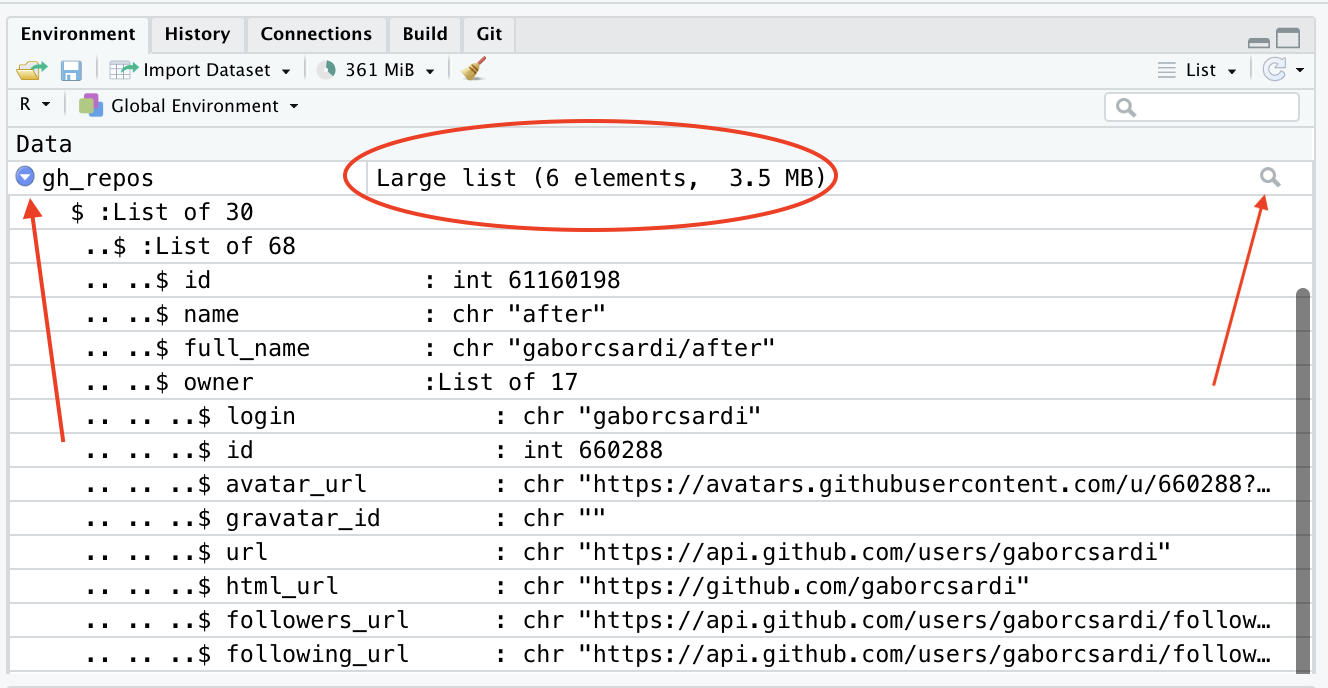 Environment History Connections Build Git
Import Dataset 361 MiB List
R Global Environment
Data
gh_repos Large list (6 elements,  3.5 MB)
$ :List of 30
..$ :List of 68
.. ..$ id : int 61160198
.. ..$ name : chr "after"
.. ..$ full_name : chr "gaborcsardi/after"
.. ..$ owner :List of 17
.. .. ..$ login : chr "gaborcsardi"
.. .. ..$ id : int 660288
.. .. ..$ avatar_url : chr "https://avatars.githubusercontent.com/u/660288?…
.. .. ..$ gravatar_id : chr ""
.. .. ..$ url : chr "https://api.github.com/users/gaborcsardi"
.. .. ..$ html_url : chr "https://github.com/gaborcsardi"
.. .. ..$ followers_url : chr "https://api.github.com/users/gaborcsardi/follow…
.. .. ..$ following_url : chr "https://api.github.com/users/gaborcsardi/follow…